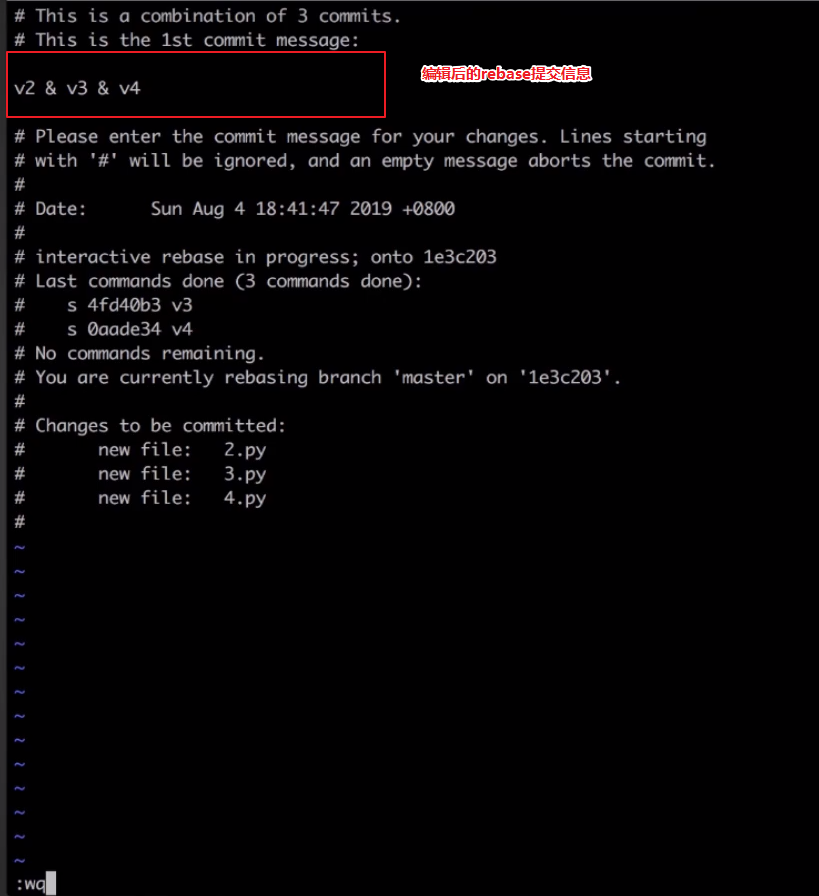 # This is a combination of 3 commits.
# This is the 1st commit message:
编辑后的rebase提交信息
v2 & v3 & v4
# Please enter the commit message for your changes. Lines starting
# with '#' will be ignored, and an empty message aborts the commit.
#
# Date:      Sun Aug 4 18:41:47 2019 +0800
#
# interactive rebase in progress; onto 1e3c203
# Last commands done (3 commands done):
#    s 4fd40b3 v3
#    s 0aade34 v4
# No commands remaining.
# You are currently rebasing branch 'master' on '1e3c203'.
#
# Changes to be committed:
#       new file:   2.py
#       new file:   3.py
#       new file:   4.py
#
~
~
~
~
~
~
~
~
~
~
~
~
~
~
:wq